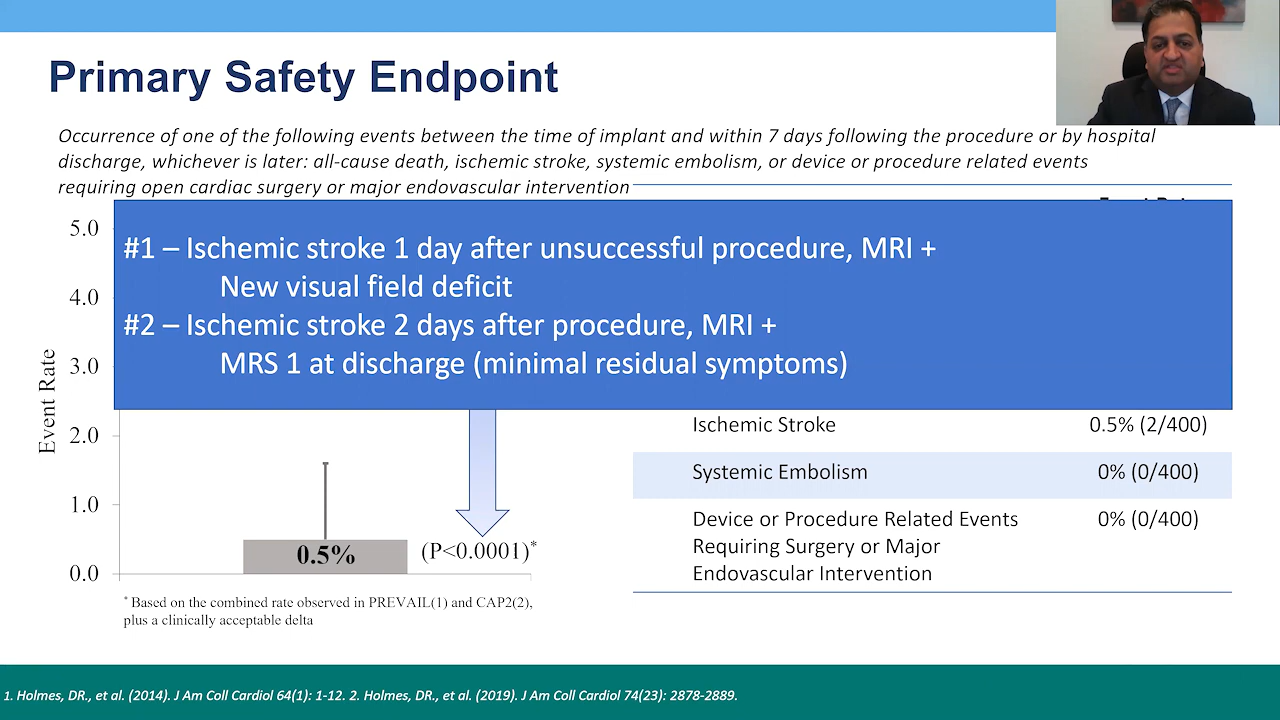 Primary Safety Endpoint
Occurrence of one of the following events between the time of implant and within 7 days following the procedure or by hospital
discharge, whichever is later: all-cause death, ischemic stroke, systemic embolism, or device or procedure related events
requiring open cardiac surgery or major endovascular intervention
#1 – Ischemic stroke 1 day after unsuccessful procedure, MRI +
New visual field deficit
#2 – Ischemic stroke 2 days after procedure, MRI +
MRS 1 at discharge (minimal residual symptoms)
Event Rate
5.0
4.0
3.0
2.0
1.0
0.0
0.5%
(P<0.0001)*
* Based on the combined rate observed in PREVAIL(1) and CAP2(2),
plus a clinically acceptable delta
Ischemic Stroke 0.5% (2/400)
Systemic Embolism 0% (0/400)
Device or Procedure Related Events 0% (0/400)
Requiring Surgery or Major
Endovascular Intervention
1. Holmes, DR., et al. (2014). J Am Coll Cardiol 64(1): 1-12. 2. Holmes, DR., et al. (2019). J Am Coll Cardiol 74(23): 2878-2889.